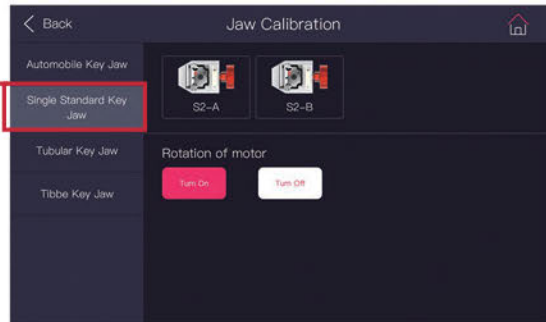 Back
Jaw Calibration
Automobile Key Jaw
Single Standard Key
Jaw
Tubular Key Jaw
Tibbe Key Jaw
S2-A
S2-B
Rotation of motor
Turn On
Turn Off